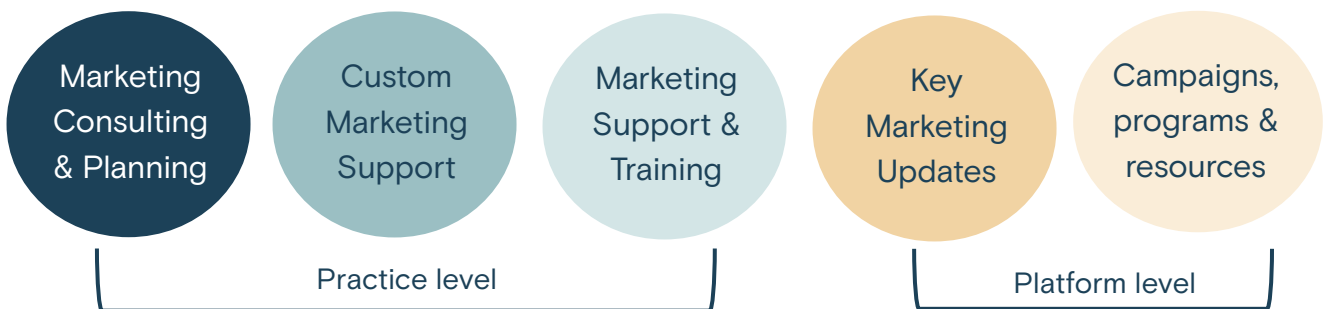 Marketing
Consulting
& Planning
Custom
Marketing
Support
Marketing
Support &
Training
Key
Marketing
Updates
Campaigns,
programs &
resources
Practice level
Platform level